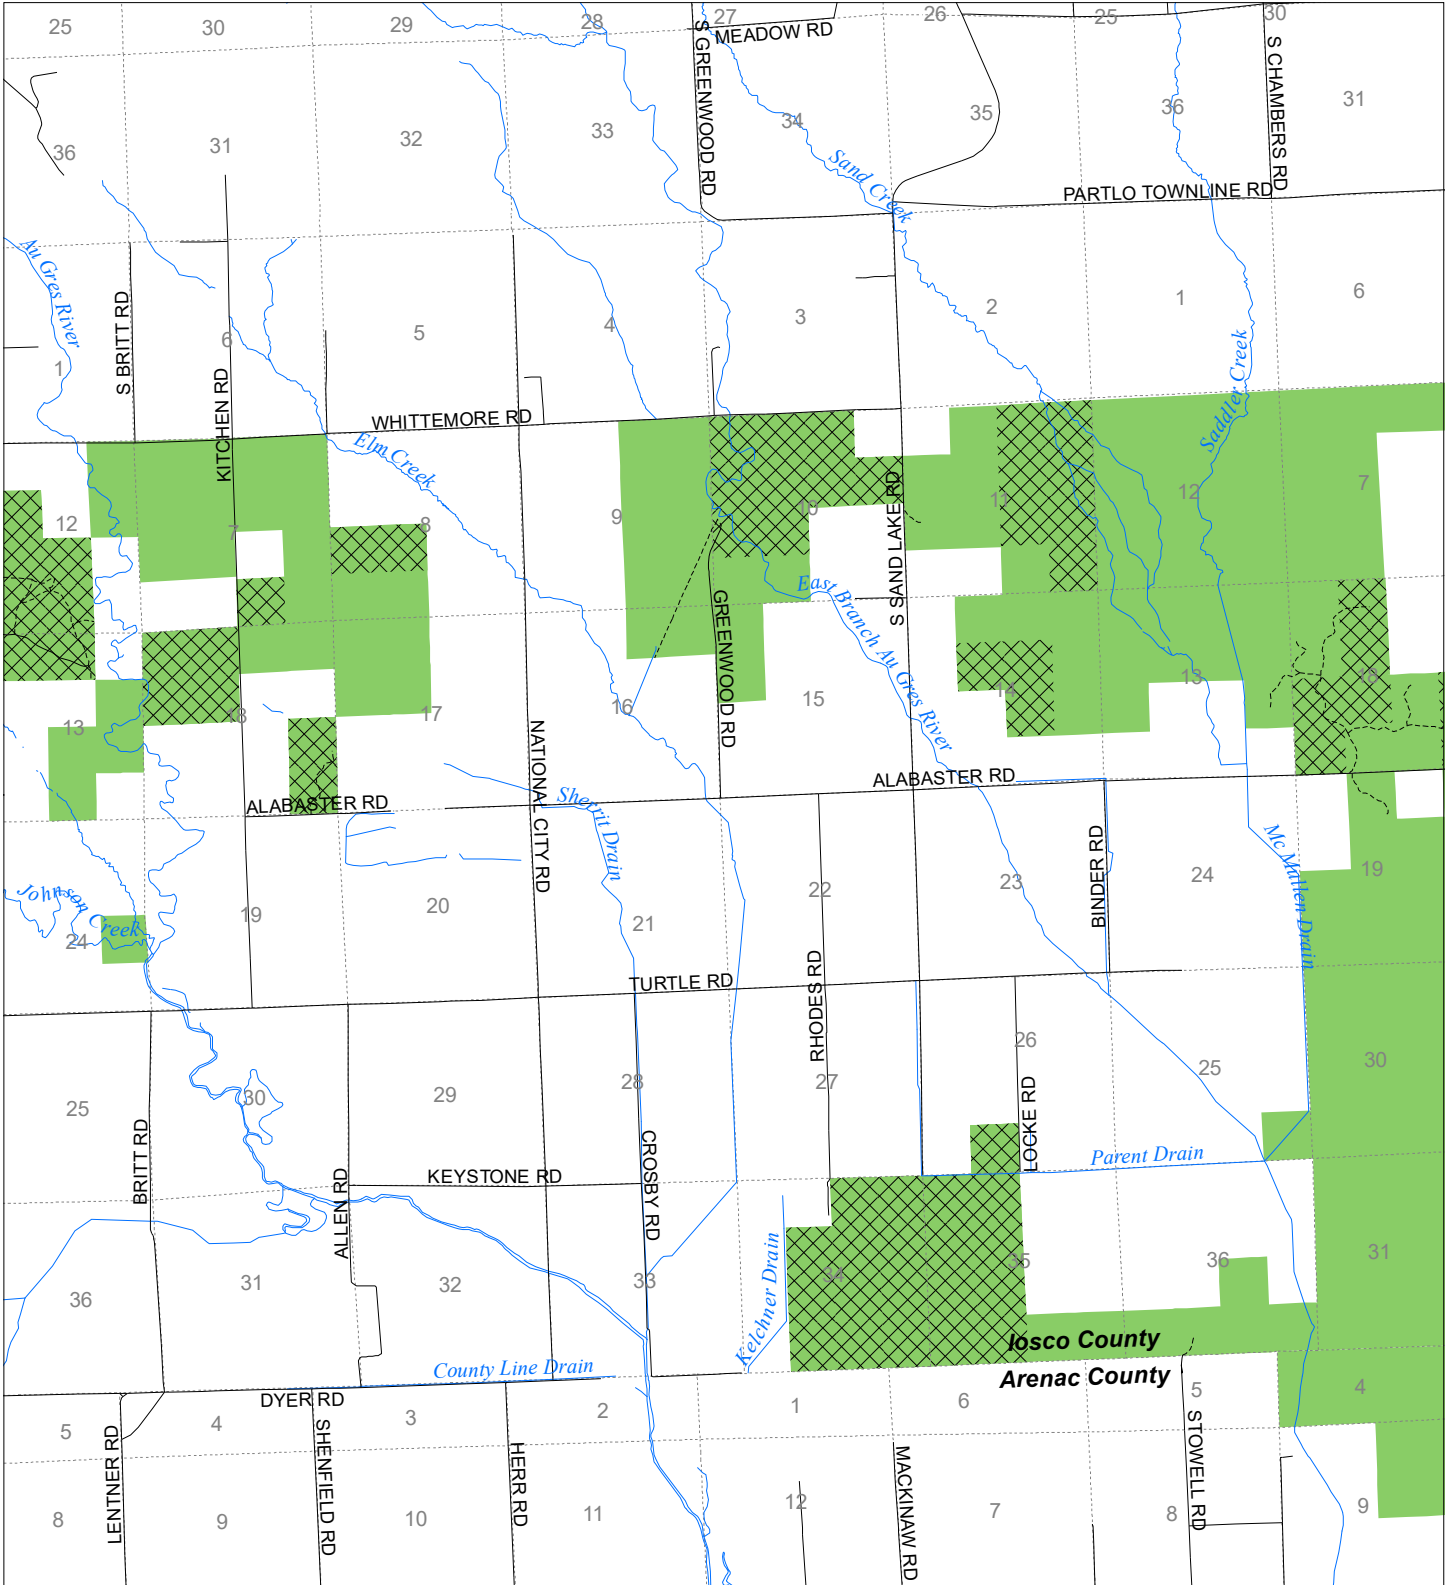 25
30
29
28
27
26
25
30
MEADOW RD
S GREENWOOD RD
S CHAMBERS RD
36
31
32
33
34
35
36
31
Sand Creek
PARTLO TOWNLINE RD
Au Gres River
S BRITT RD
1
6
5
4
3
2
1
6
KITCHEN RD
WHITTEMORE RD
Elm Creek
Saddler Creek
12
7
8
9
10
11
12
7
S SAND LAKE RD
East Branch Au Gres River
GREENWOOD RD
13
18
17
16
15
14
13
18
NATIONAL CITY RD
ALABASTER RD
ALABASTER RD
Sherrit Drain
BINDER RD
Mc Mullen Drain
Johnson Creek
24
19
20
21
22
23
24
19
TURTLE RD
RHODES RD
25
30
29
28
27
26
25
30
BRITT RD
ALLEN RD
KEYSTONE RD
CROSBY RD
LOCKE RD
Parent Drain
36
31
32
33
34
35
36
31
Kelchner Drain
Iosco County
Arenac County
County Line Drain
DYER RD
5
4
3
2
1
6
5
4
LENTNER RD
SHENFIELD RD
HERR RD
MACKINAW RD
STOWELL RD
8
9
10
11
12
7
8
9